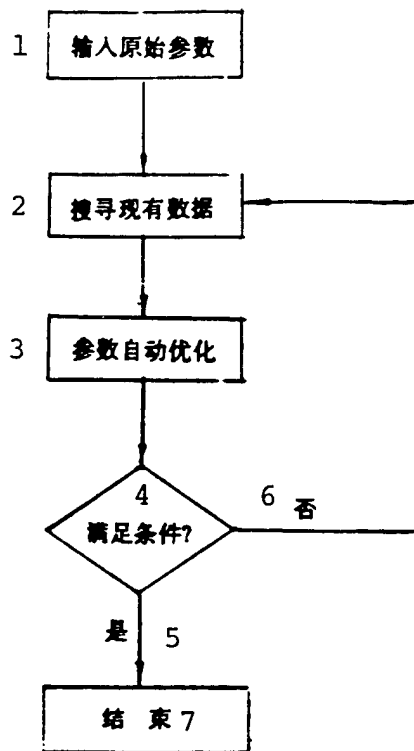 1 输入原始参数
2 搜寻现有数据
3 参数自动优化
4
满足条件?
6 否
是 5
结 束 7